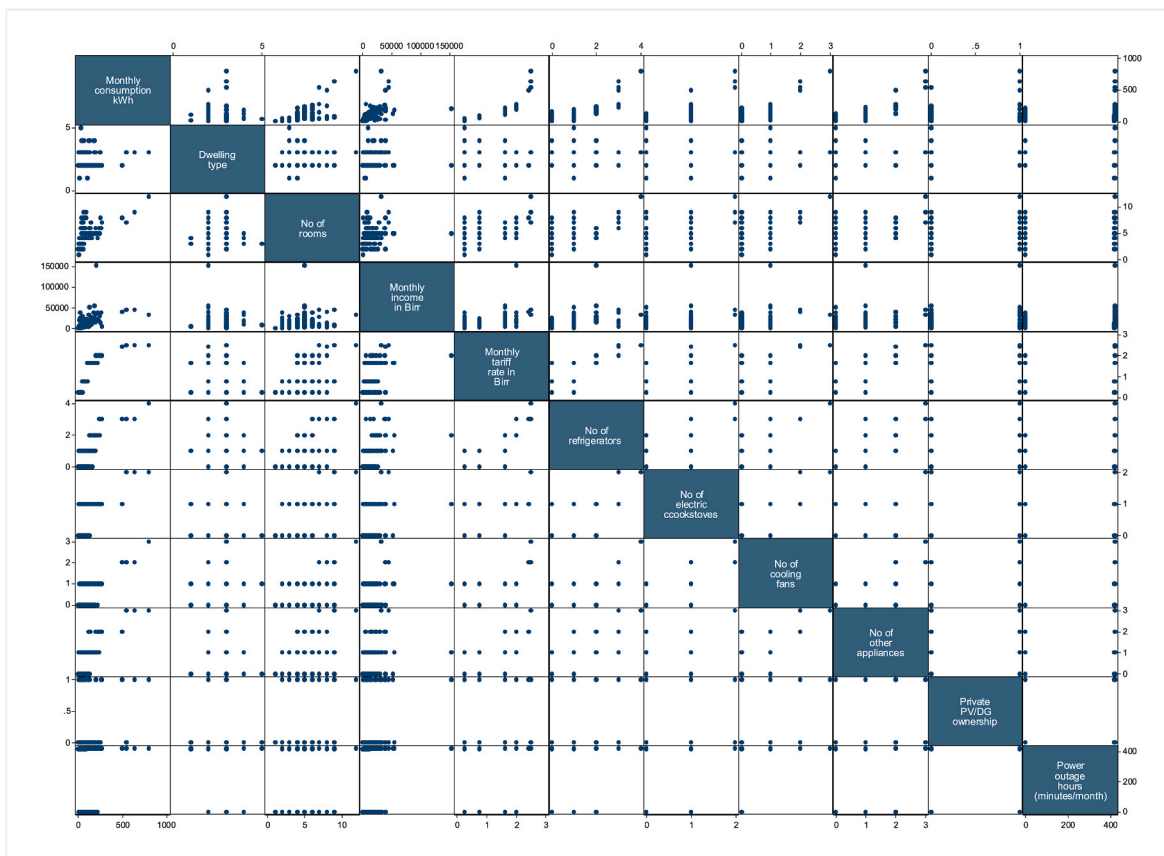 0 5
0 50000 100000 150000
0 2 4
0 1 2 3
0 .5 1
Monthly
consumption
kWh
1000
500
0
5
0
Dwelling
type
No of
rooms
10
5
0
150000
100000
50000
0
Monthly
income
in Birr
Monthly
tariff
rate in
Birr
3
2
1
0
4
2
0
No of
refrigerators
No of
electric
ccookstoves
2
1
0
3
2
1
0
No of
cooling
fans
No of
other
appliances
3
2
1
0
1
.5
0
Private
PV/DG
ownership
Power
outage
hours
(minutes/month)
400
200
0
0 500 1000
0 5 10
0 1 2 3
0 1 2
0 1 2 3
0 200 400